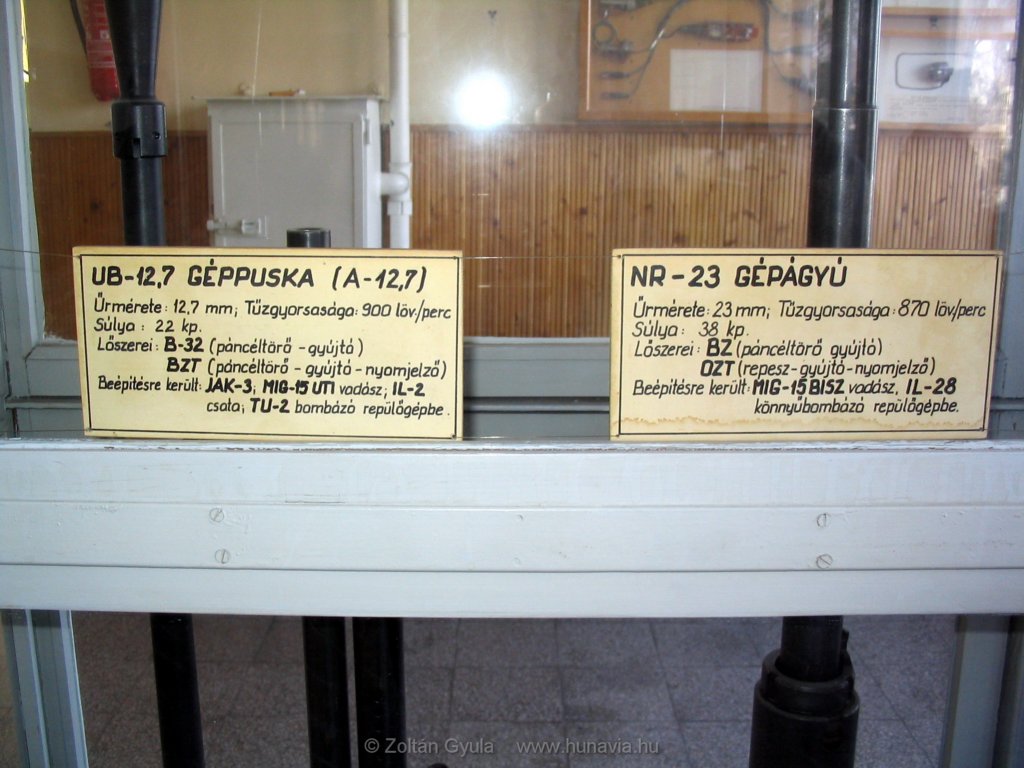 UB-12,7 GÉPPUSKA (A-12,7)
Űrmérete: 12,7 mm; Tűzgyorsasága: 900 löv/perc
Súlya: 22 kp.
Lőszerei: B-32 (páncéltörő-gyújtó)
BZT (páncéltörő-gyújtó-nyomjelző)
Beépítésre került: JAK-3; MIG-15 UTI vadász; IL-2
csata; TU-2 bombázó repülőgépbe.
NR-23 GÉPÁGYÚ
Űrmérete: 23 mm; Tűzgyorsasága: 870 löv/perc
Súlya: 38 kp.
Lőszerei: BZ (páncéltörő gyújtó)
OZT (repesz-gyújtó-nyomjelző)
Beépítésre került: MIG-15 BISZ vadász, IL-28
könnyűbombázó repülőgépbe.
© Zoltán Gyula www.hunavia.hu